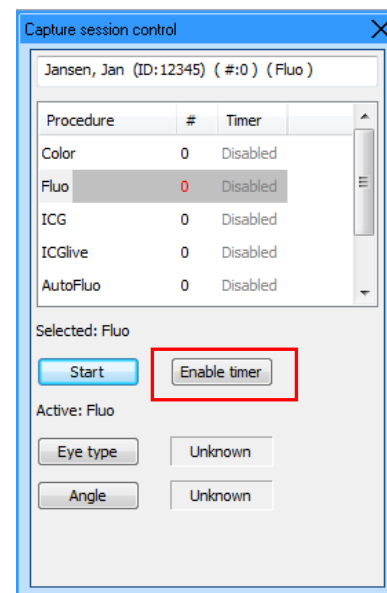 Capture session control
Jansen, Jan (ID:12345) ( #:0 ) ( Fluo )
Procedure # Timer
Color 0 Disabled
Fluo 0 Disabled
ICG 0 Disabled
ICGlive 0 Disabled
AutoFluo 0 Disabled
Selected: Fluo
Start Enable timer
Active: Fluo
Eye type Unknown
Angle Unknown